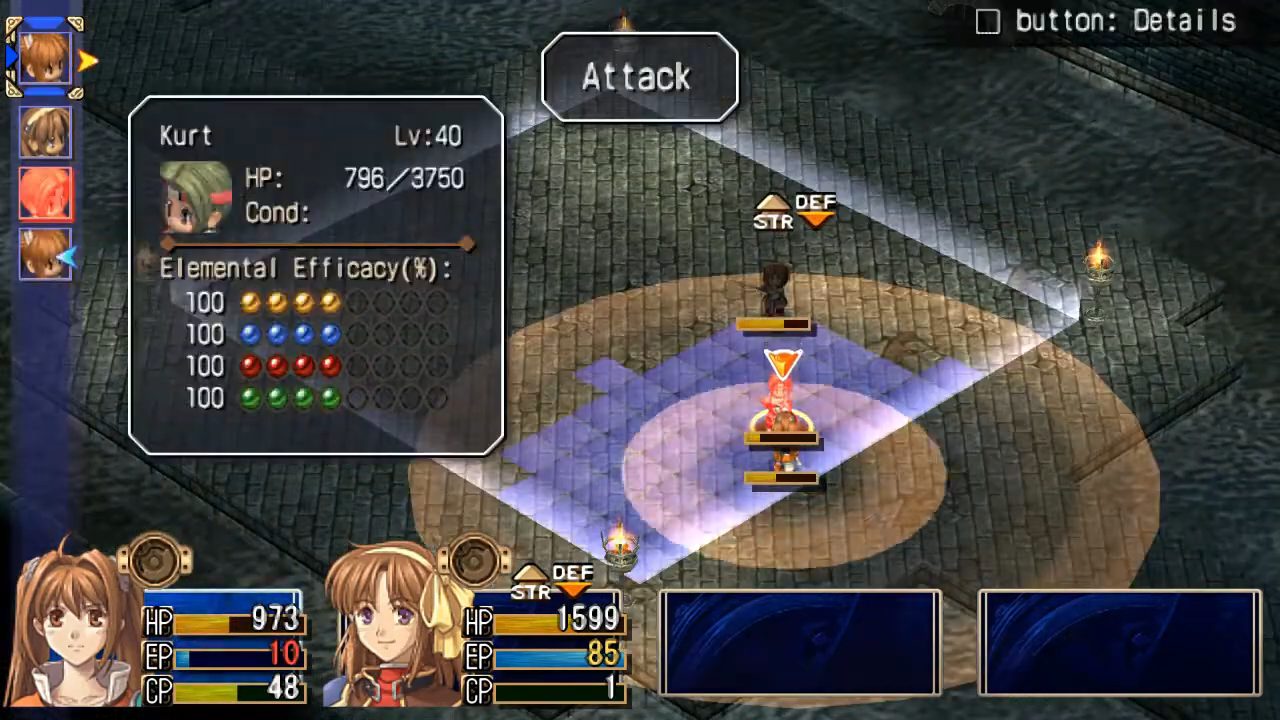 □ button: Details
Attack
Kurt Lv:40
HP: 796/3750
Cond:
Elemental Efficacy(%):
100
100
100
100
STR DEF
STR DEF
HP 973
EP 10
CP 48
HP 1599
EP 85
CP 1